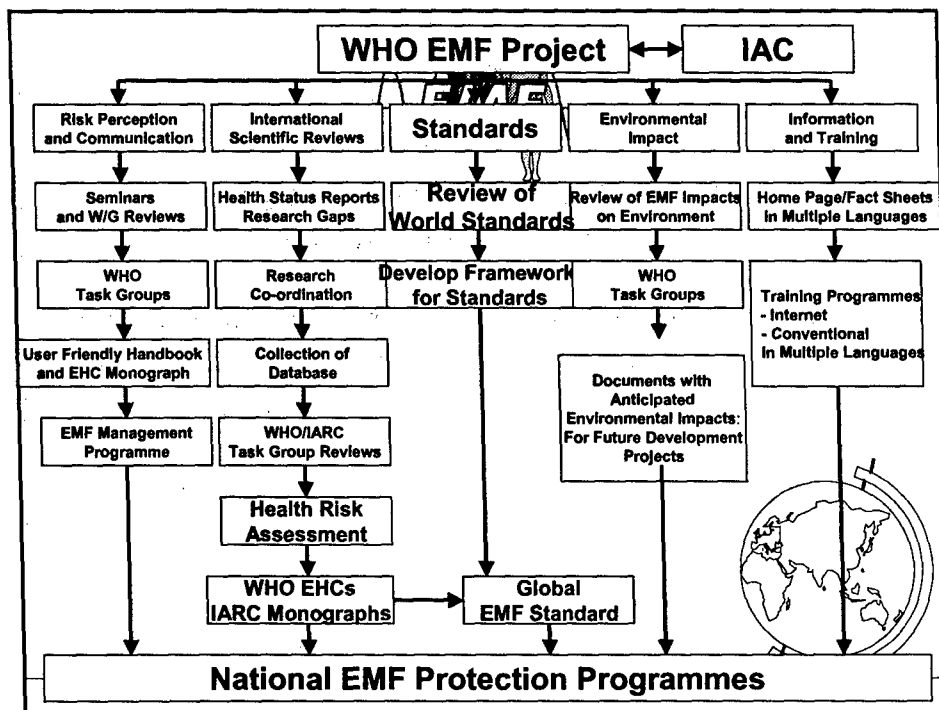 WHO EMF Project
IAC
Risk Perception
and Communication
International
Scientific Reviews
Standards
Environmental
Impact
Information
and Training
Seminars
and W/G Reviews
Health Status Reports
Research Gaps
Review of
World Standards
Review of EMF Impacts
on Environment
Home Page/Fact Sheets
in Multiple Languages
WHO
Task Groups
Research
Co-ordination
Develop Framework
for Standards
WHO
Task Groups
Training Programmes
- Internet
- Conventional
in Multiple Languages
User Friendly Handbook
and EHC Monograph
Collection of
Database
Documents with
Anticipated
Environmental Impacts:
For Future Development
Projects
EMF Management
Programme
WHO/IARC
Task Group Reviews
Health Risk
Assessment
WHO EHCs
IARC Monographs
Global
EMF Standard
National EMF Protection Programmes